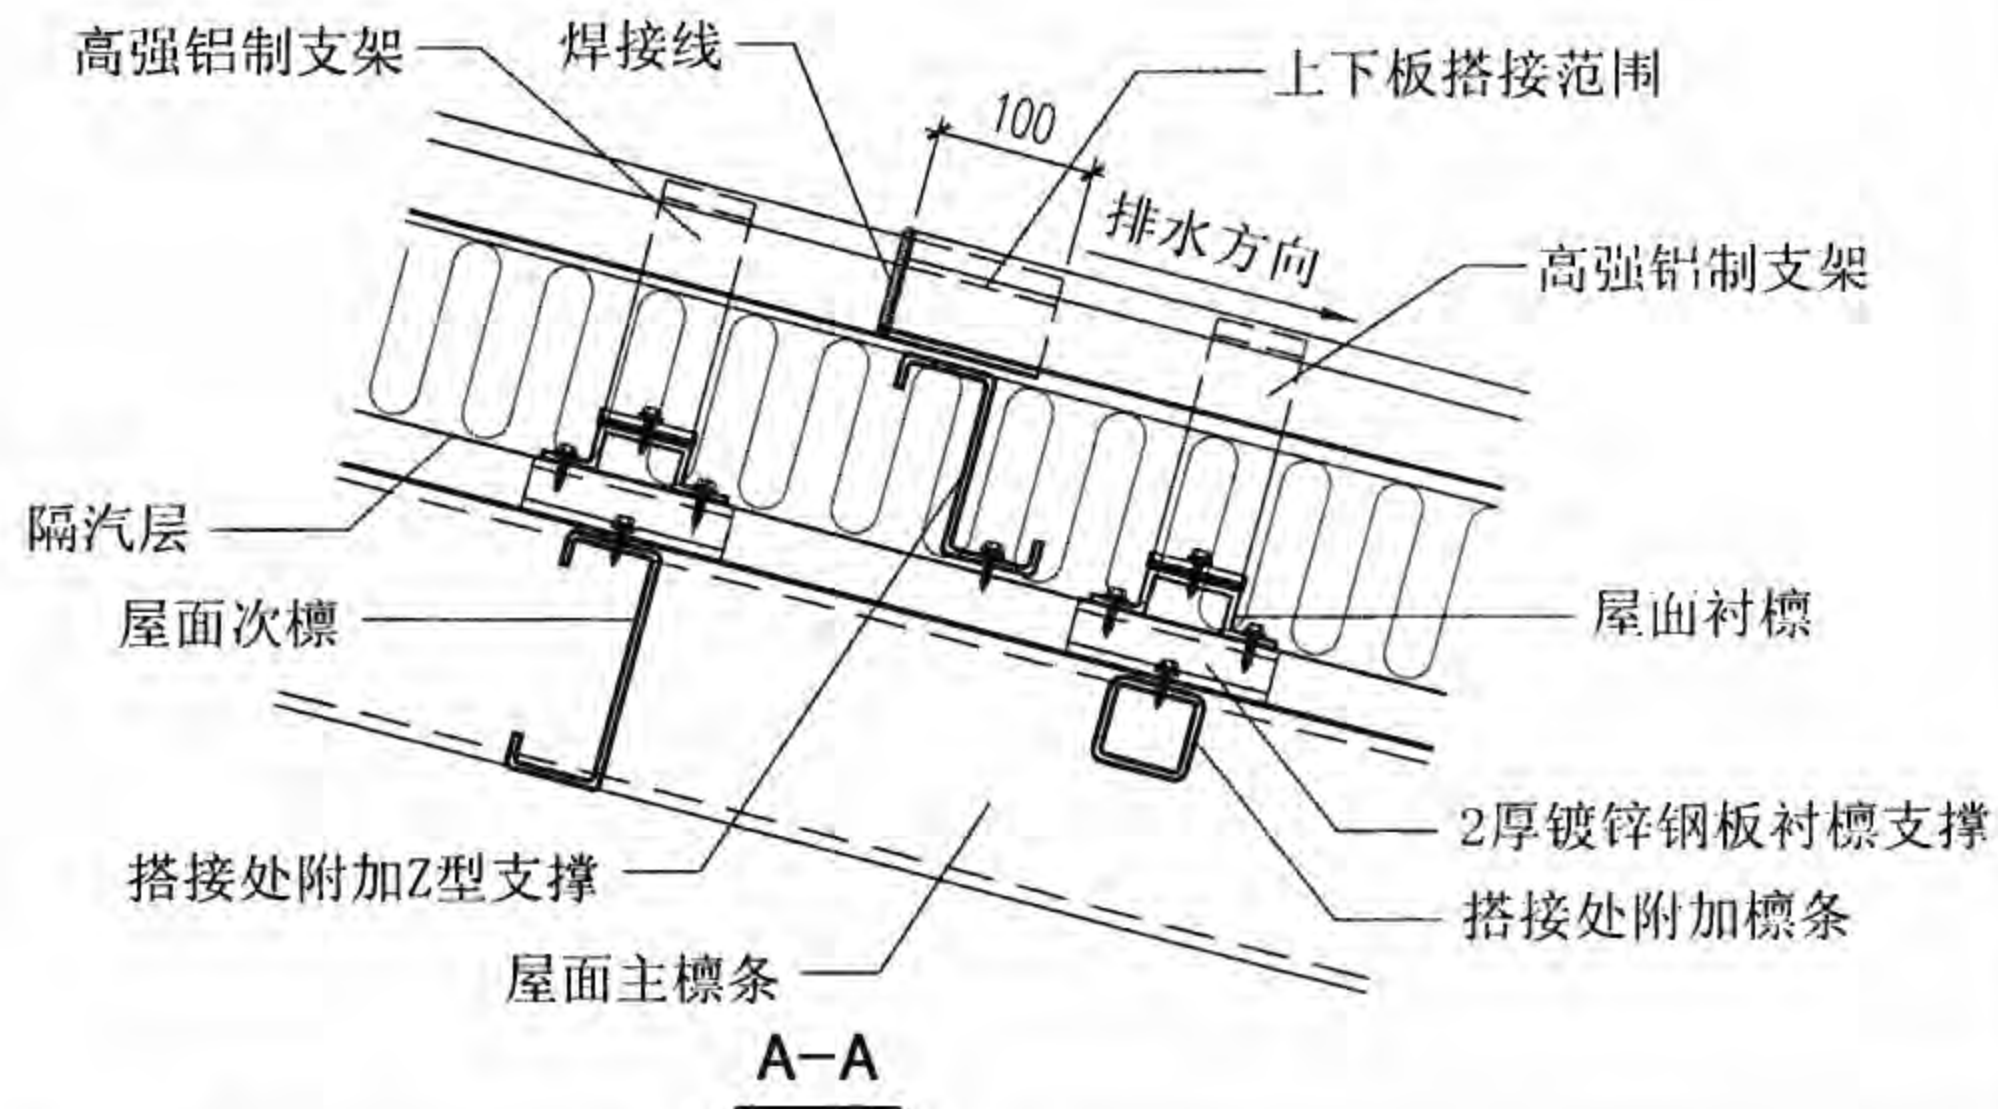 高强铝制支架
焊接线
上下板搭接范围
100
排水方向
高强铝制支架
隔汽层
屋面次檩
屋面衬檩
2厚镀锌钢板衬檩支撑
搭接处附加Z型支撑
搭接处附加檩条
屋面主檩条
A-A